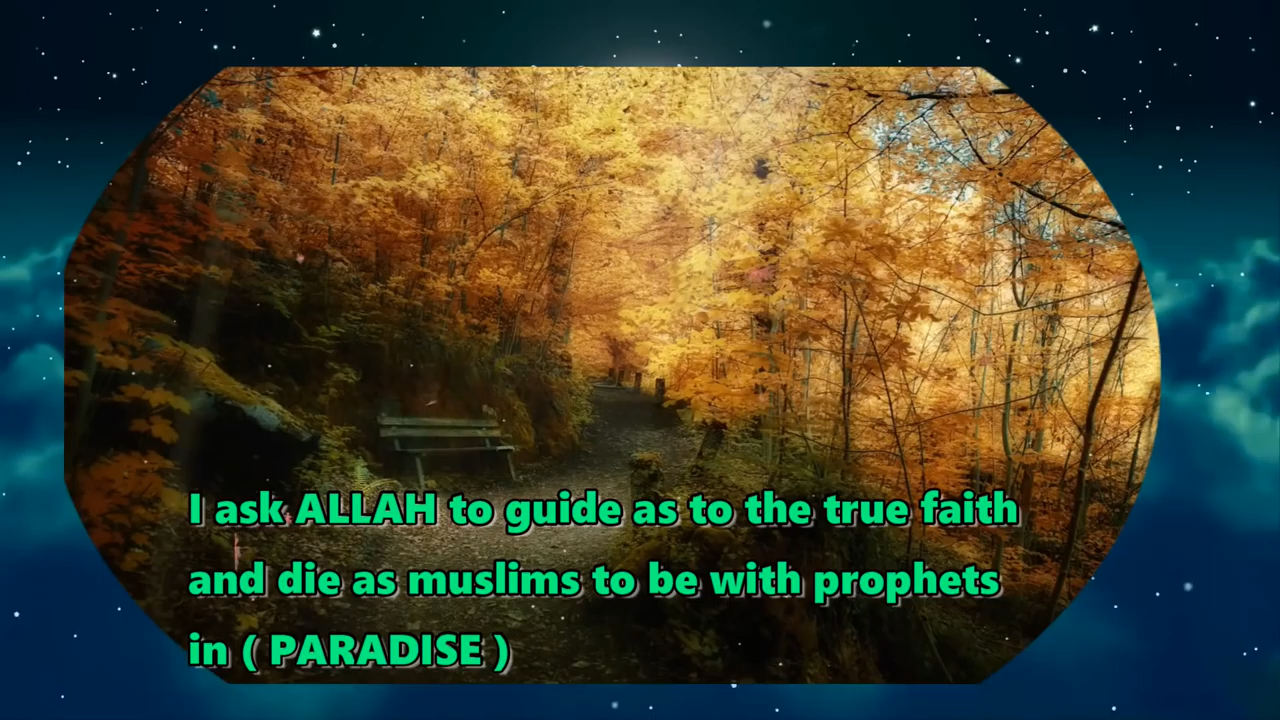 I ask ALLAH to guide as to the true faith
and die as muslims to be with prophets
in ( PARADISE )